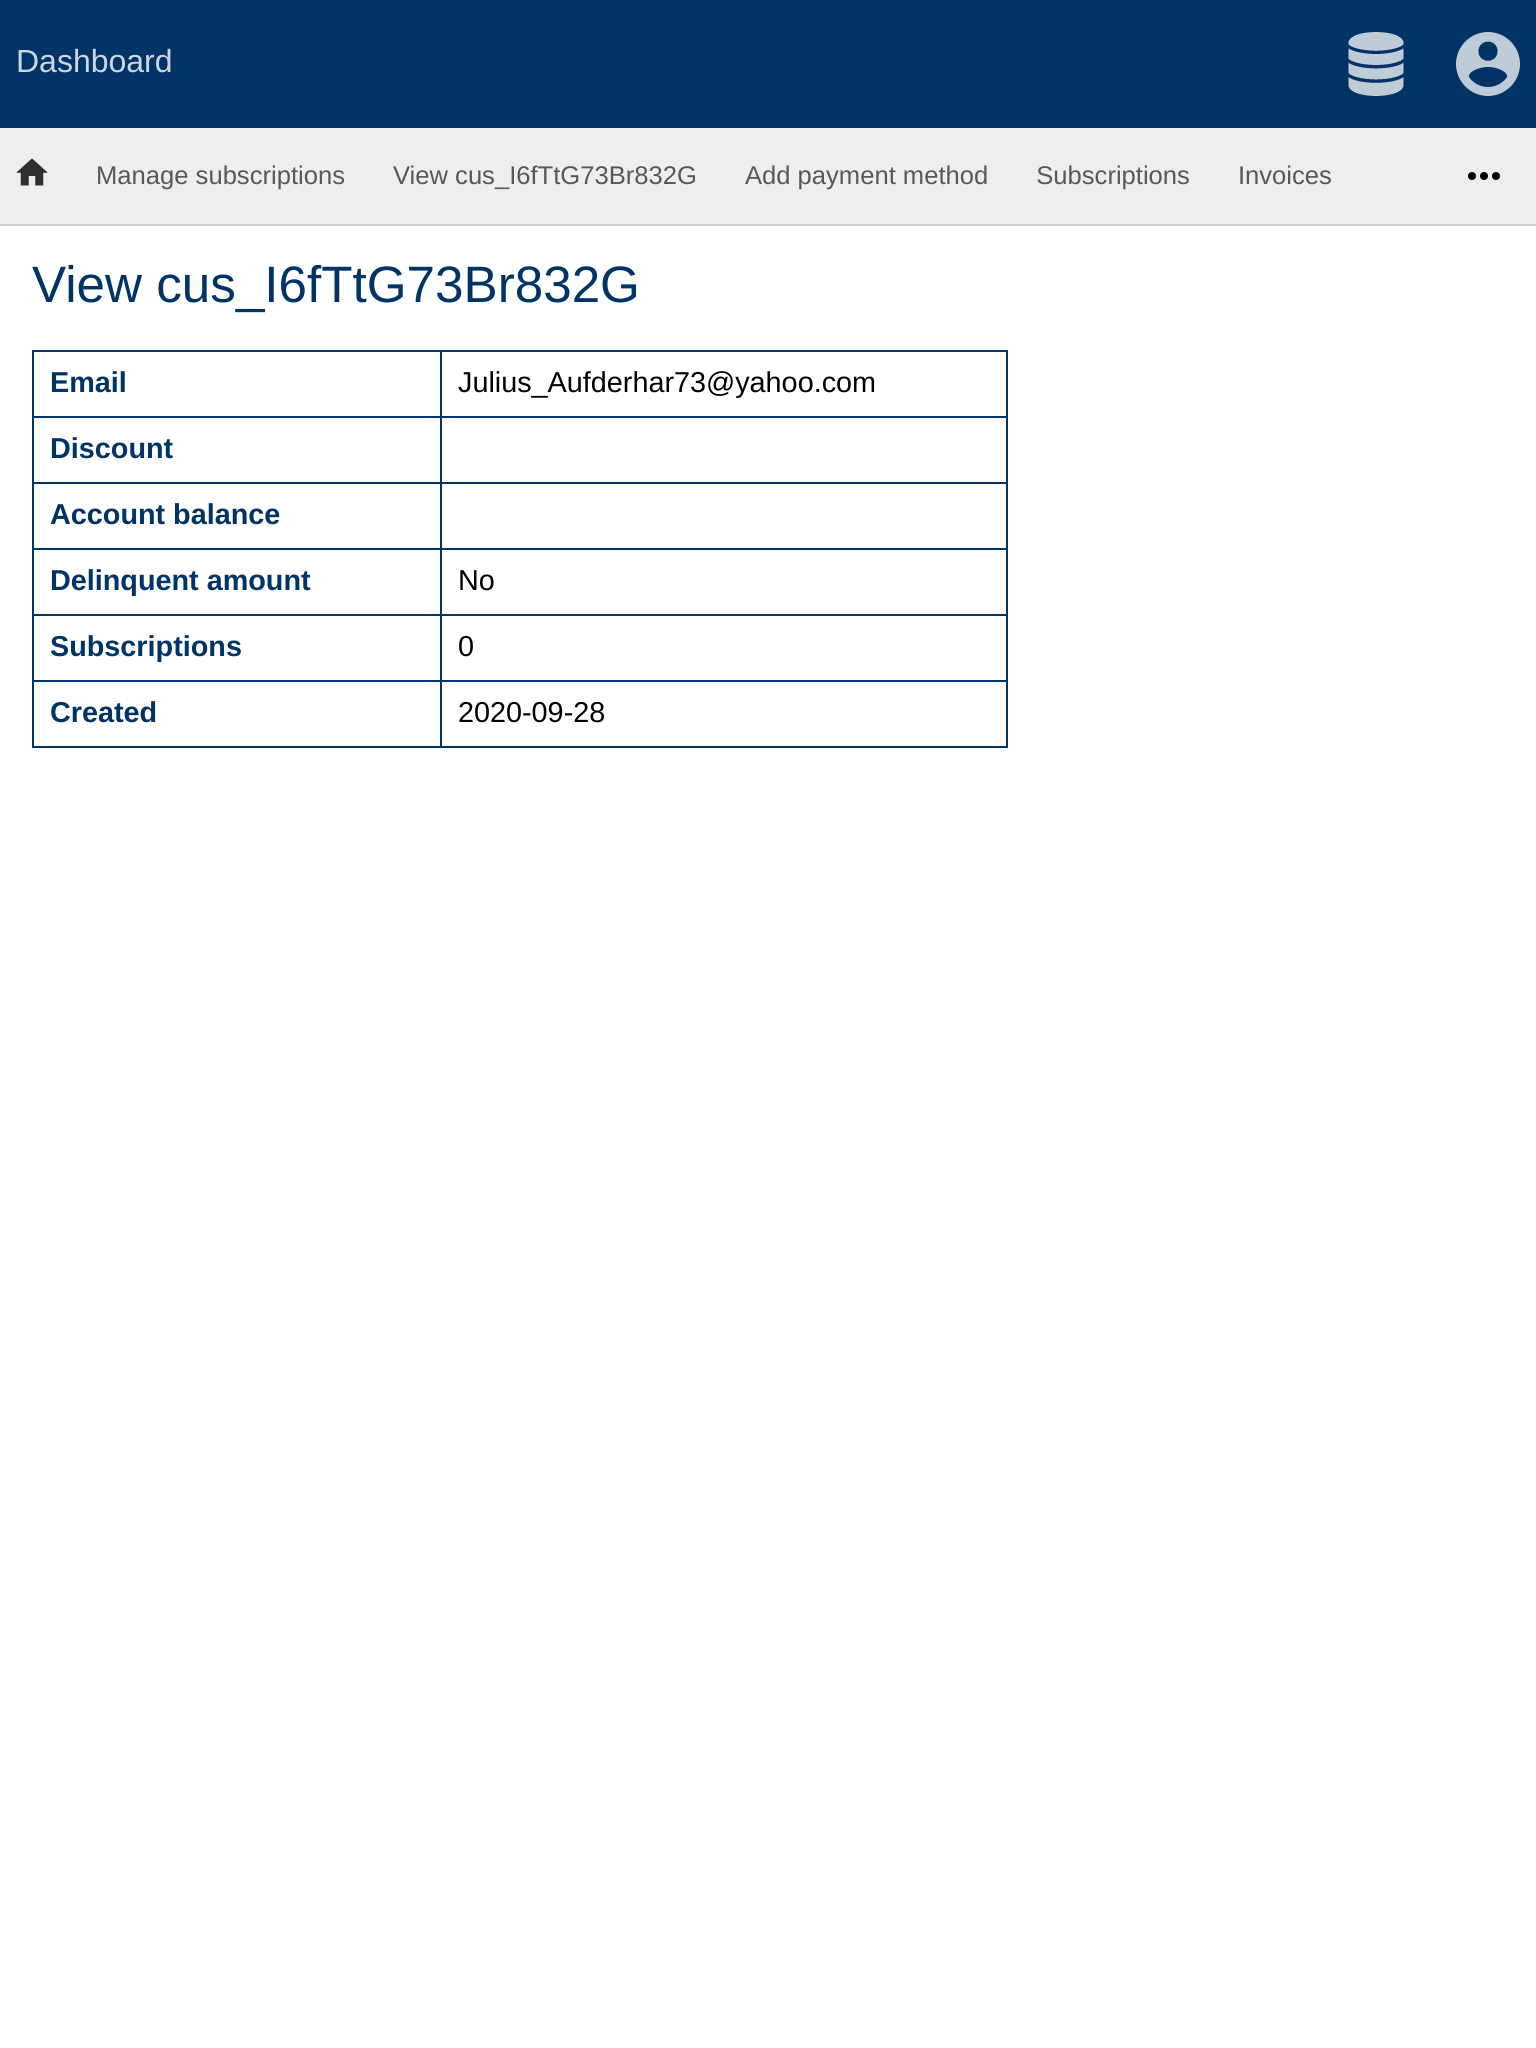 Dashboard
Manage subscriptions View cus_I6fTtG73Br832G Add payment method Subscriptions Invoices
View cus_I6fTtG73Br832G
Email Julius_Aufderhar73@yahoo.com
Discount
Account balance
Delinquent amount No
Subscriptions 0
Created 2020-09-28